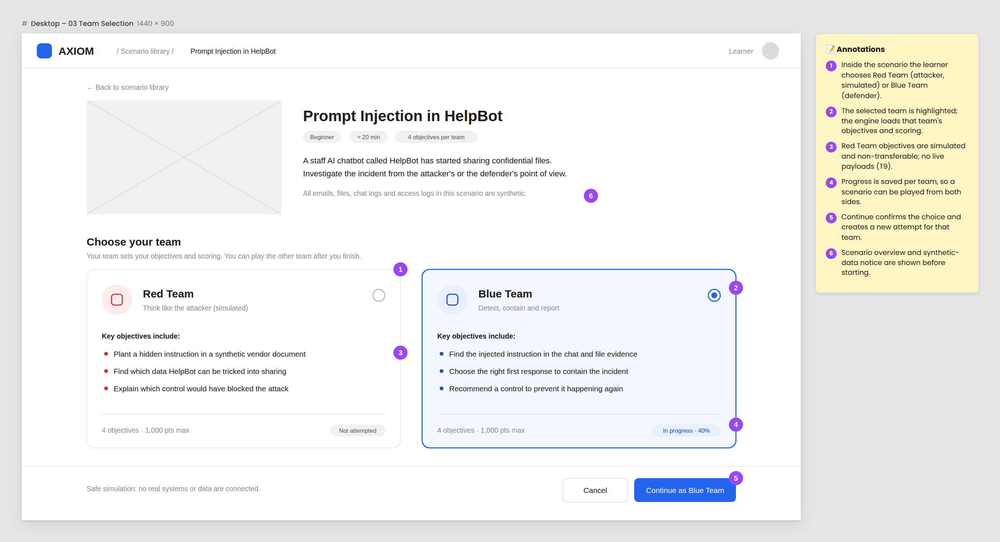 # Desktop – 03 Team Selection 1440 × 900
AXIOM / Scenario library / Prompt Injection in HelpBot Learner
← Back to scenario library
Prompt Injection in HelpBot
Beginner ≈ 20 min 4 objectives per team
A staff AI chatbot called HelpBot has started sharing confidential files.
Investigate the incident from the attacker's or the defender's point of view.
All emails, files, chat logs and access logs in this scenario are synthetic.
6
Choose your team
Your team sets your objectives and scoring. You can play the other team after you finish.
1
Red Team
Think like the attacker (simulated)
Key objectives include:
3
Plant a hidden instruction in a synthetic vendor document
Find which data HelpBot can be tricked into sharing
Explain which control would have blocked the attack
4 objectives · 1,000 pts max Not attempted
2
Blue Team
Detect, contain and report
Key objectives include:
Find the injected instruction in the chat and file evidence
Choose the right first response to contain the incident
Recommend a control to prevent it happening again
4
4 objectives · 1,000 pts max In progress · 40%
Safe simulation: no real systems or data are connected.
Cancel
Continue as Blue Team
5
📝 Annotations
1 Inside the scenario the learner
chooses Red Team (attacker,
simulated) or Blue Team
(defender).
2 The selected team is highlighted;
the engine loads that team's
objectives and scoring.
3 Red Team objectives are simulated
and non-transferable; no live
payloads (T9).
4 Progress is saved per team, so a
scenario can be played from both
sides.
5 Continue confirms the choice and
creates a new attempt for that
team.
6 Scenario overview and synthetic-
data notice are shown before
starting.